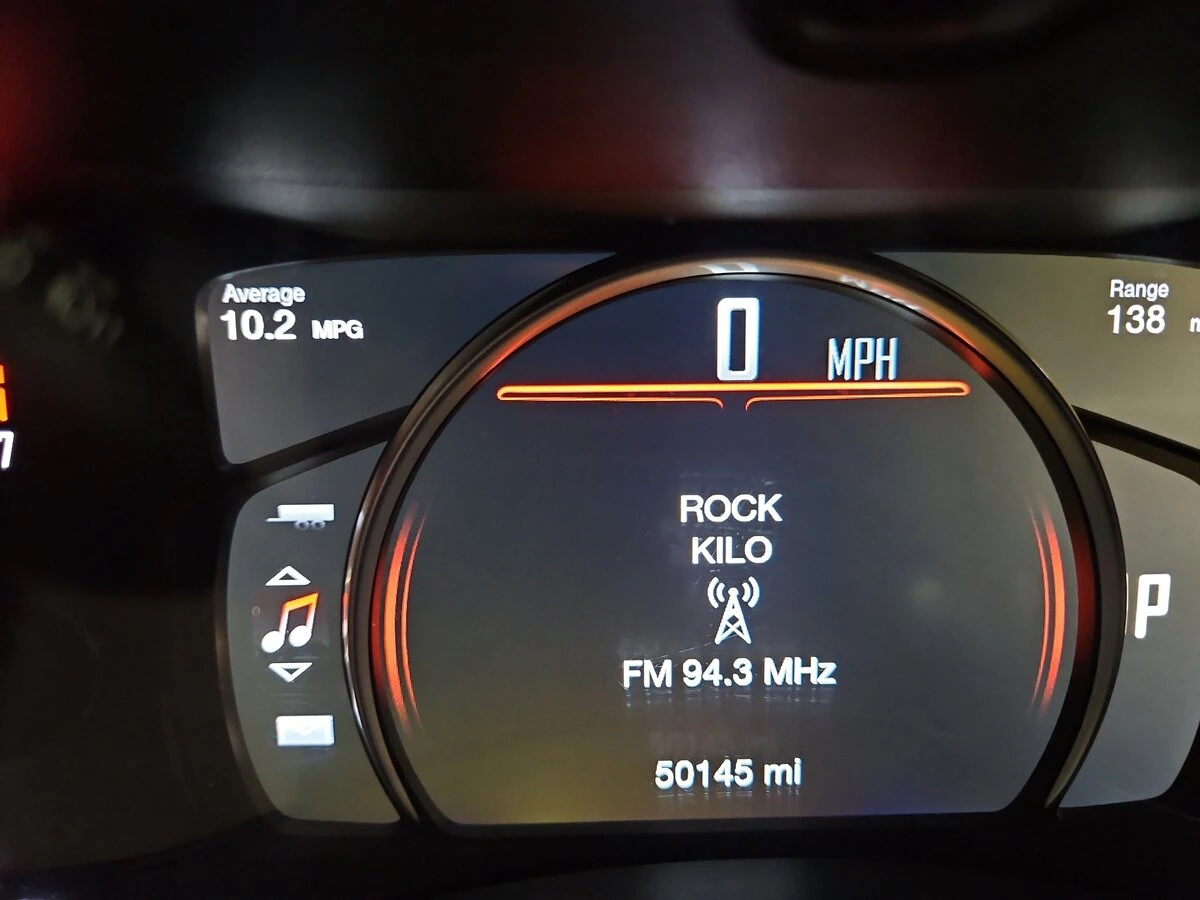 Average
10.2 MPG
0 MPH
Range
138
ROCK
KILO
FM 94.3 MHz
P
50145 mi